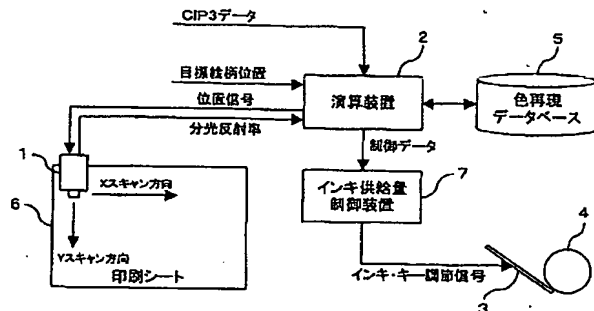 CIP3データ
2
5
目標絵柄位置
位置信号
演算装置
色再現
データベース
分光反射率
制御データ
1
7
インキ供給量
制御装置
Xスキャン方向
6
4
Yスキャン方向
印刷シート
インキ・キー調節信号
3